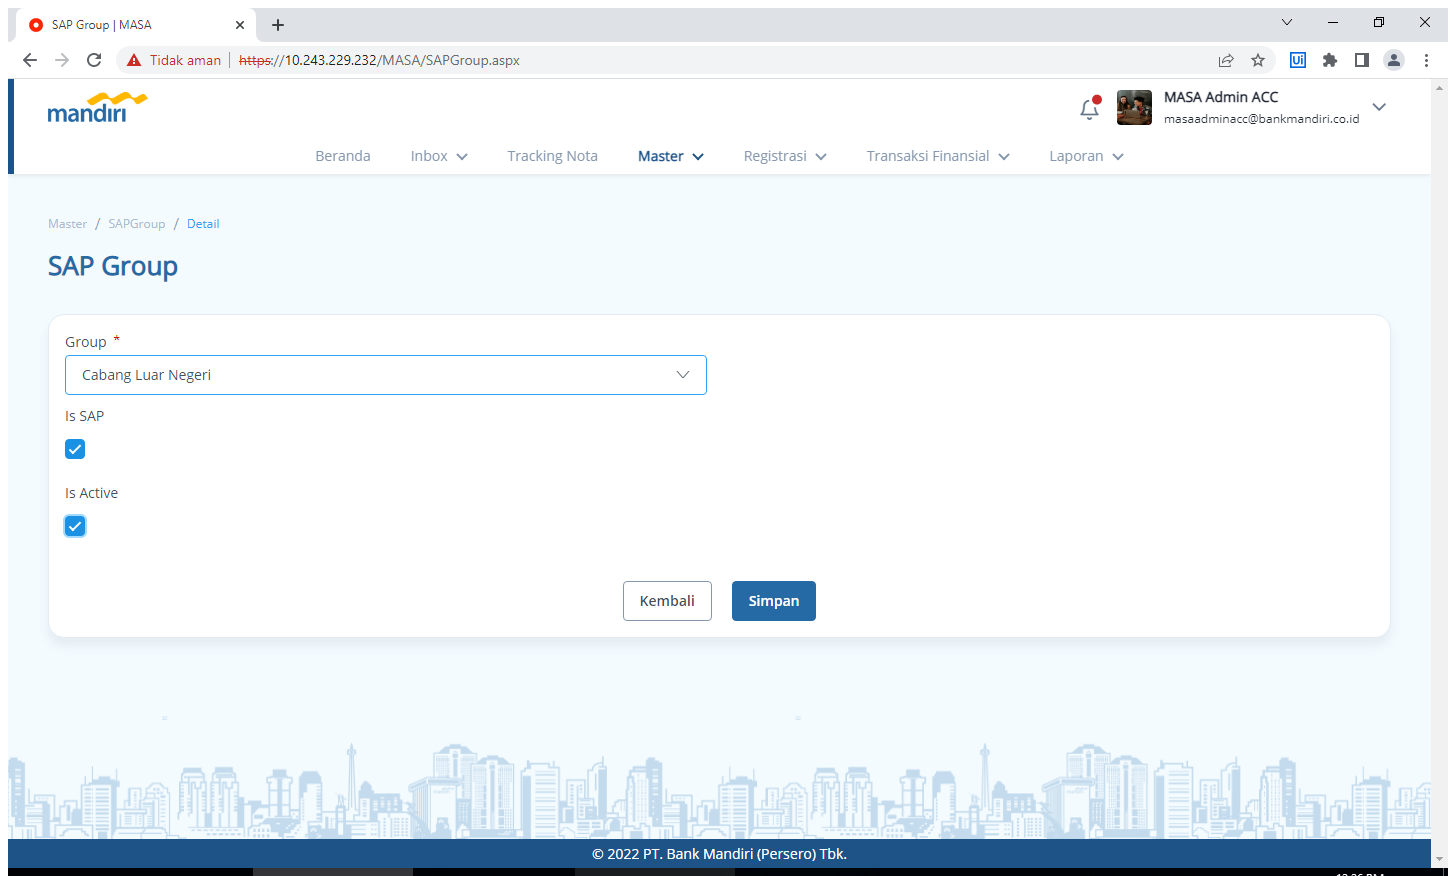 SAP Group | MASA
Tidak aman
https://10.243.229.232/MASA/SAPGroup.aspx
Ui
mandiri
MASA Admin ACC
masaadminacc@bankmandiri.co.id
Beranda
Inbox
Tracking Nota
Master
Registrasi
Transaksi Finansial
Laporan
Master / SAPGroup / Detail
SAP Group
Group *
Cabang Luar Negeri
Is SAP
Is Active
Kembali
Simpan
© 2022 PT. Bank Mandiri (Persero) Tbk.